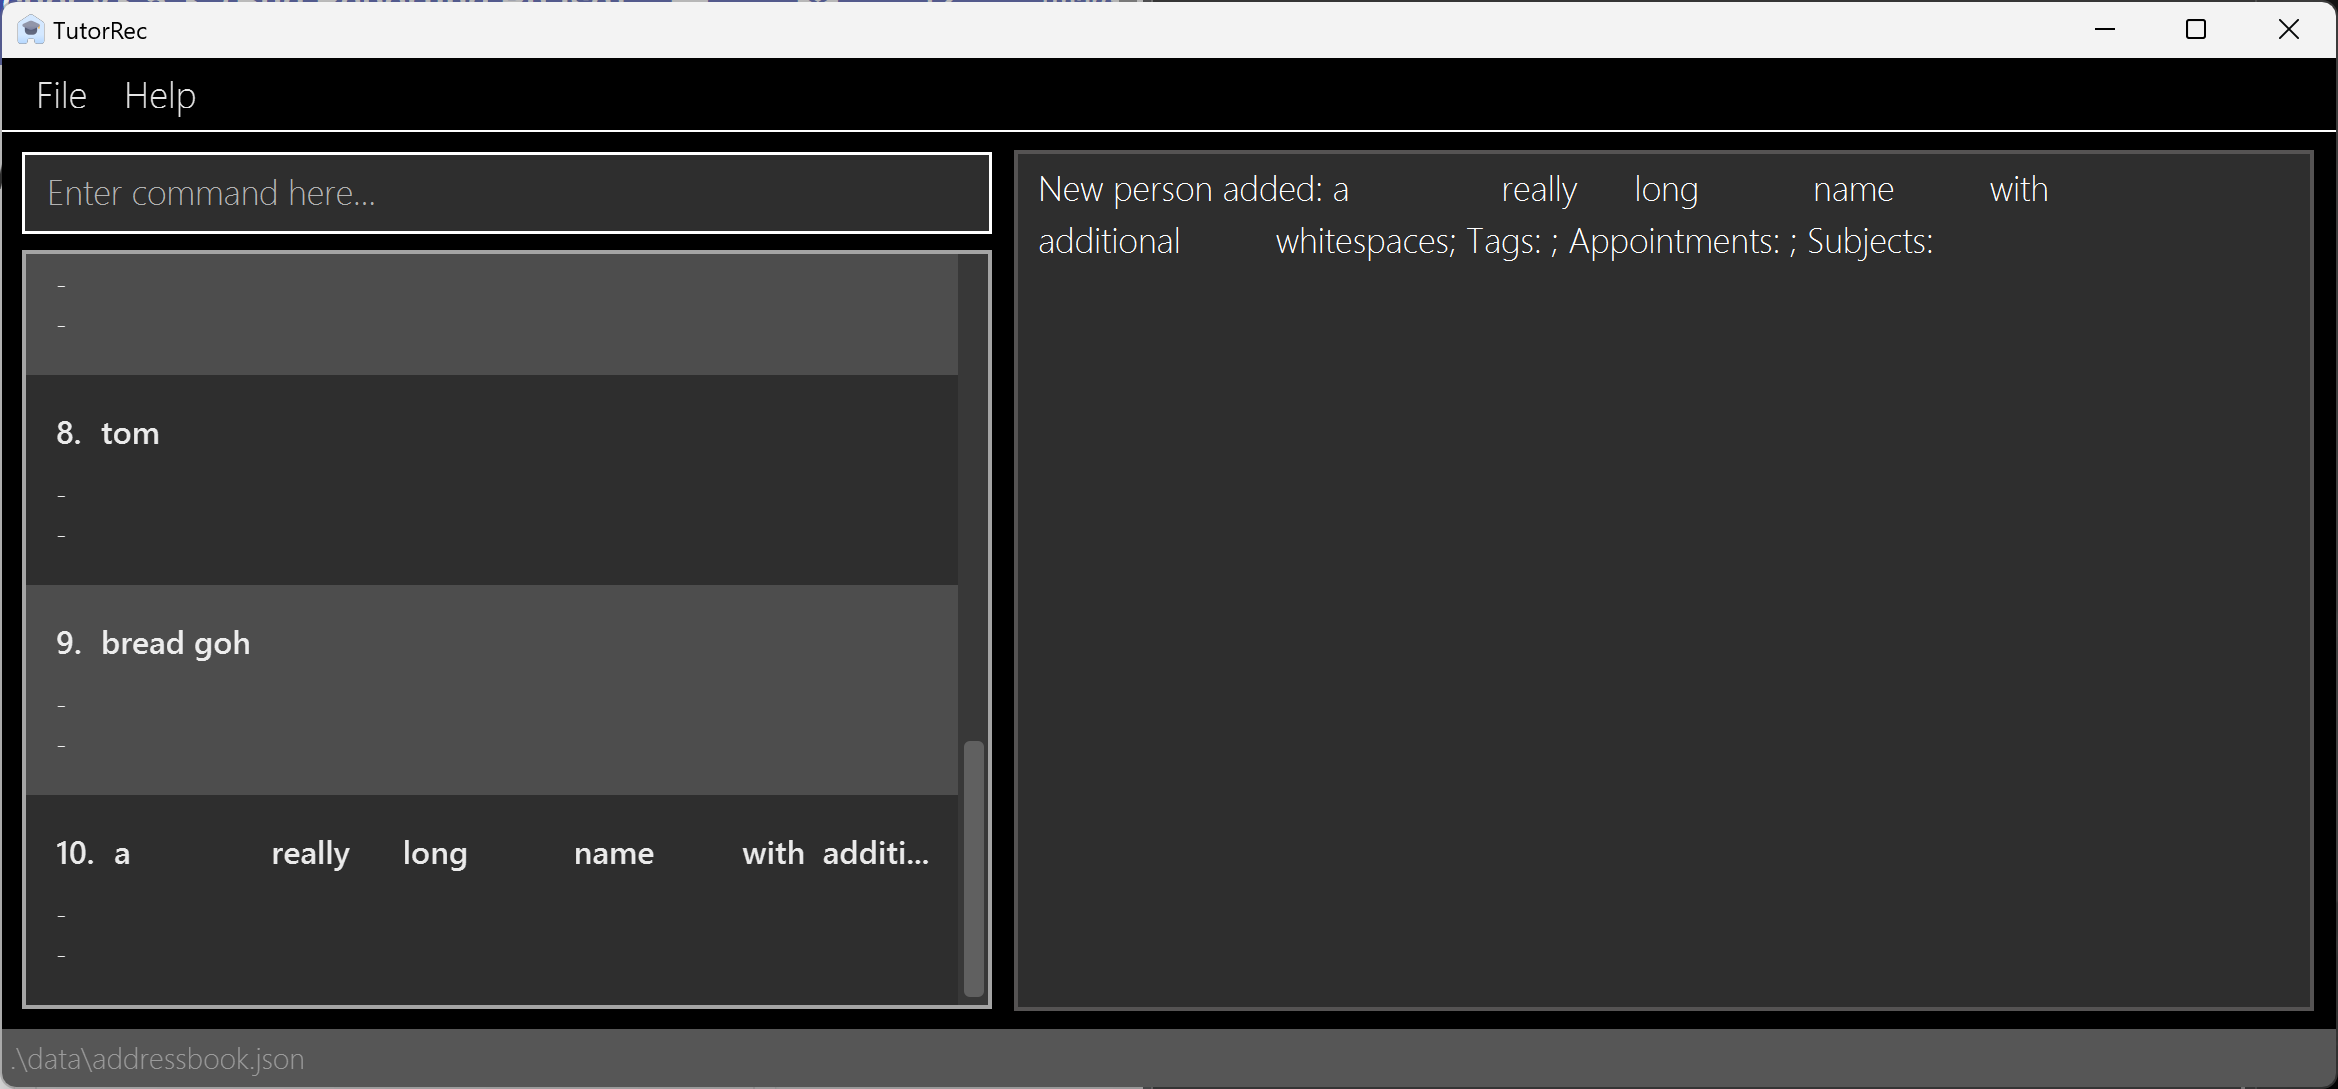 TutorRec
File Help
Enter command here...
-
-
8. tom
-
-
9. bread goh
-
-
10. a really long name with additi...
-
-
New person added: a really long name with
additional whitespaces; Tags: ; Appointments: ; Subjects:
.\data\addressbook.json